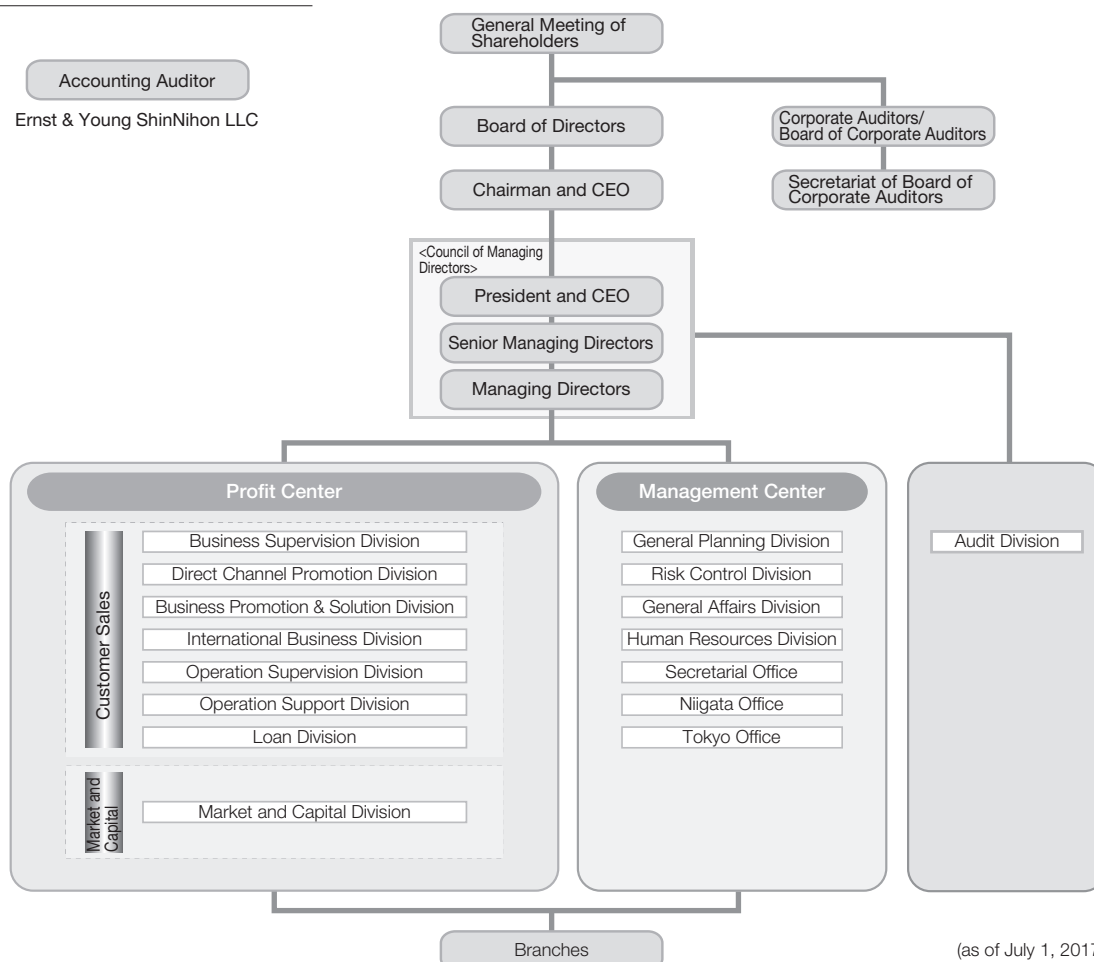 General Meeting of
Shareholders
Accounting Auditor
Ernst & Young ShinNihon LLC
Board of Directors
Corporate Auditors/
Board of Corporate Auditors
Chairman and CEO
Secretariat of Board of
Corporate Auditors
<Council of Managing
Directors>
President and CEO
Senior Managing Directors
Managing Directors
Profit Center
Customer Sales
Business Supervision Division
Direct Channel Promotion Division
Business Promotion & Solution Division
International Business Division
Operation Supervision Division
Operation Support Division
Loan Division
Market and
Capital
Market and Capital Division
Management Center
General Planning Division
Risk Control Division
General Affairs Division
Human Resources Division
Secretarial Office
Niigata Office
Tokyo Office
Audit Division
Branches
(as of July 1, 2017